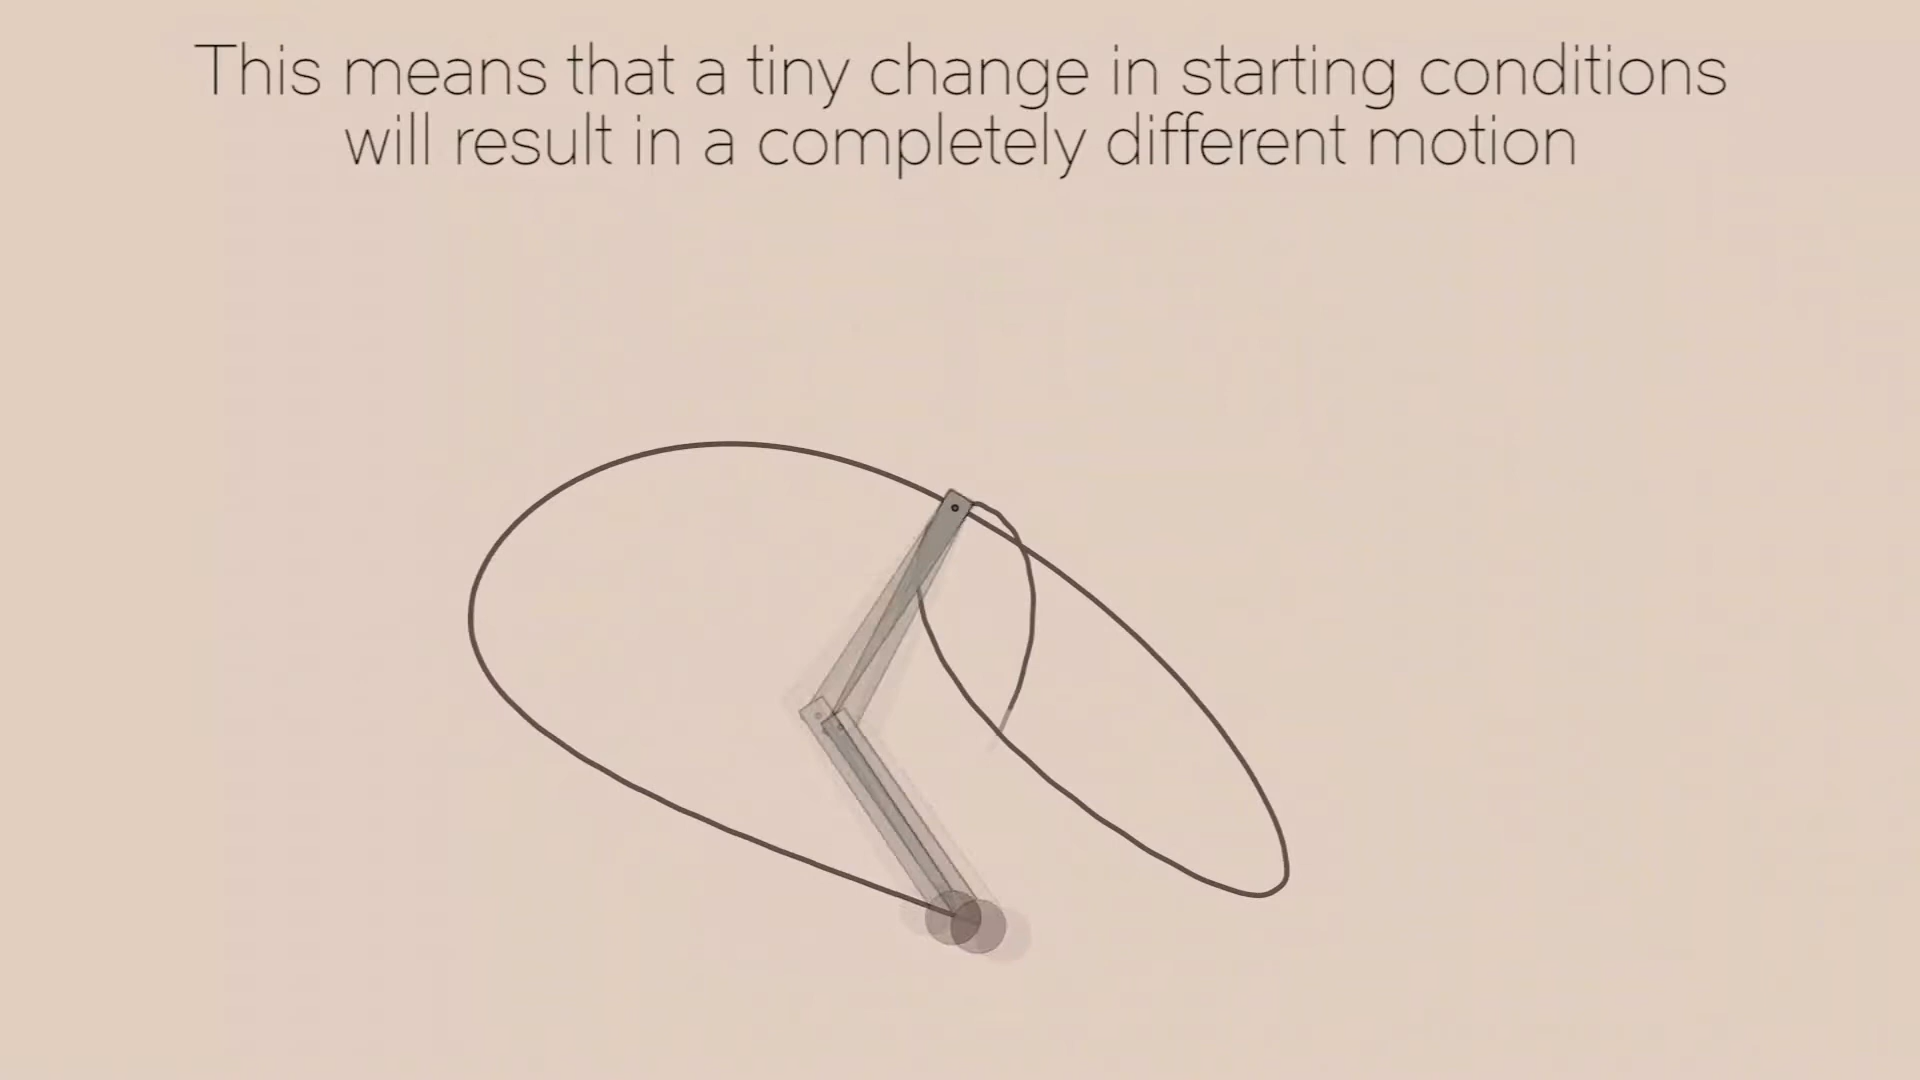 This means that a tiny change in starting conditions
will result in a completely different motion